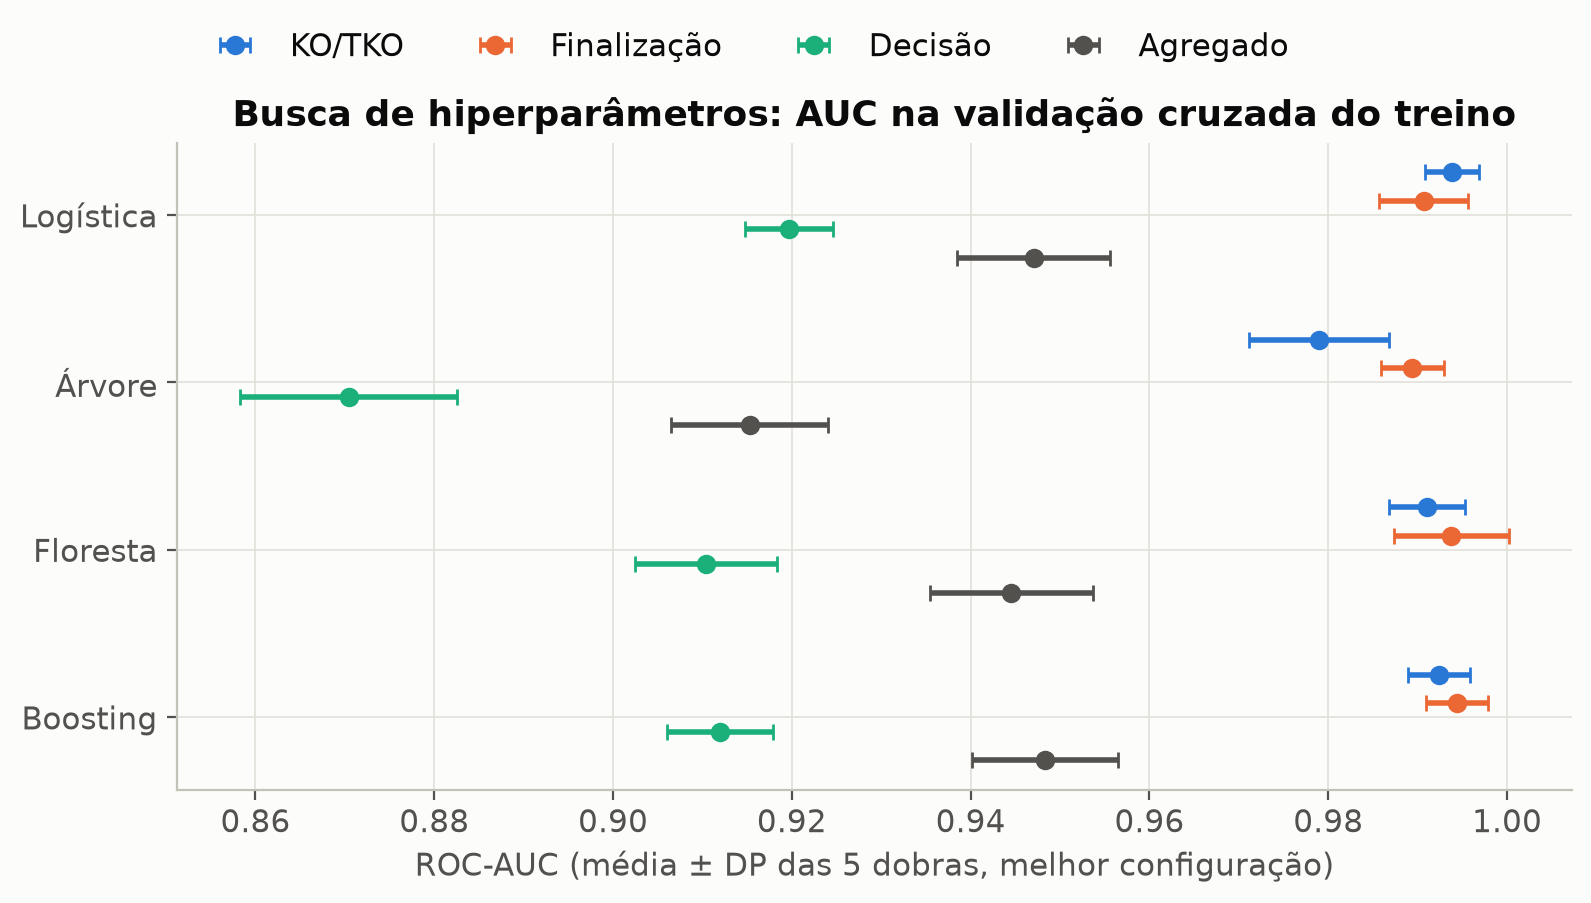 KO/TKO Finalização Decisão Agregado
Busca de hiperparâmetros: AUC na validação cruzada do treino
Logística
Árvore
Floresta
Boosting
0.86 0.88 0.90 0.92 0.94 0.96 0.98 1.00
ROC-AUC (média ± DP das 5 dobras, melhor configuração)